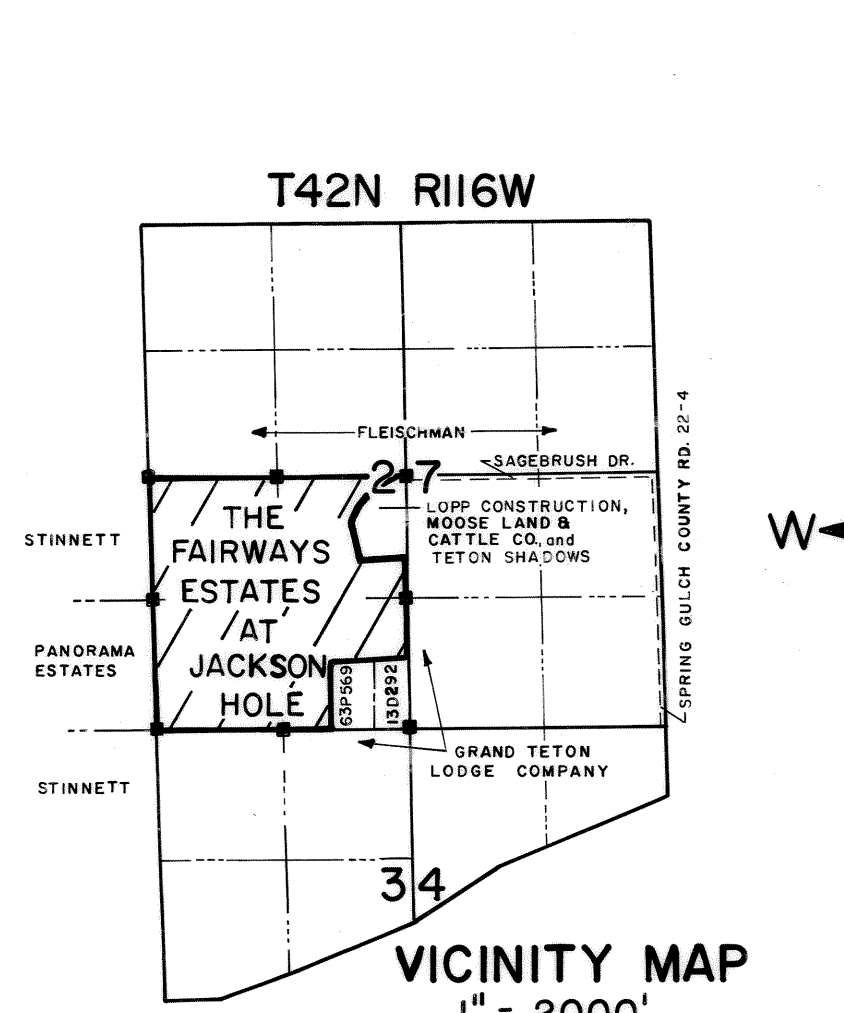 T42N R116W
FLEISCHMAN
27
SAGEBRUSH DR.
SPRING GULCH COUNTY RD. 22-4
LOPP CONSTRUCTION,
MOOSE LAND &
CATTLE CO., and
TETON SHADOWS
W
STINNETT
THE
FAIRWAYS
ESTATES
AT
JACKSON
HOLE
PANORAMA
ESTATES
63P569
13D292
GRAND TETON
LODGE COMPANY
STINNETT
34
VICINITY MAP
1" = 2000'